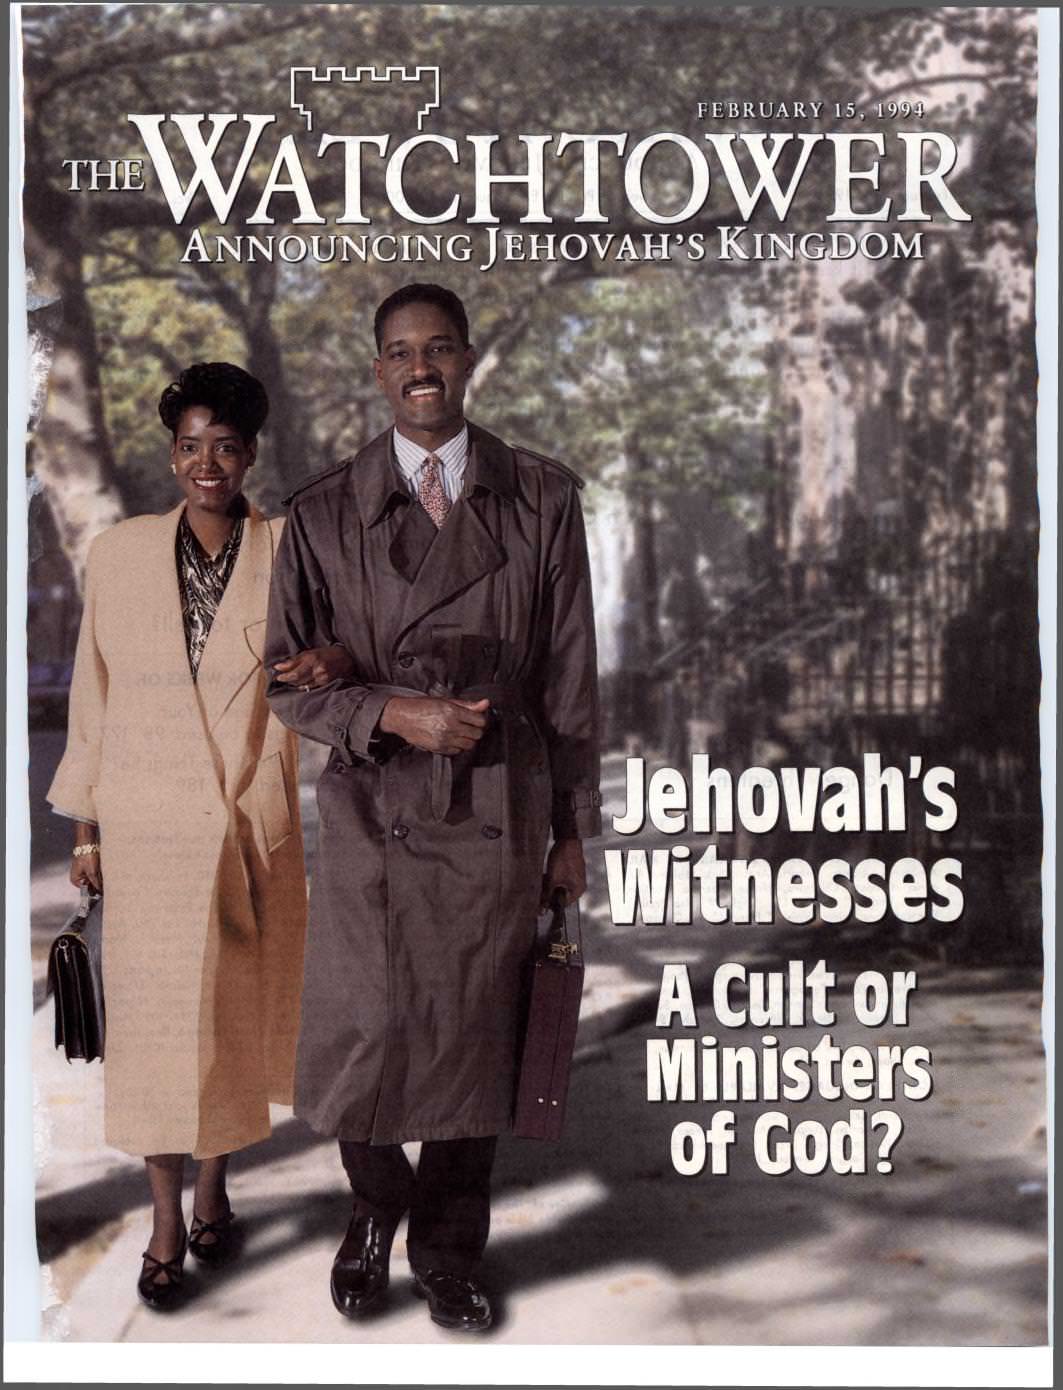 FEBRUARY 15, 1994
THE WATCHTOWER
ANNOUNCING JEHOVAH'S KINGDOM
Jehovah's
Witnesses
A Cult or
Ministers
of God?